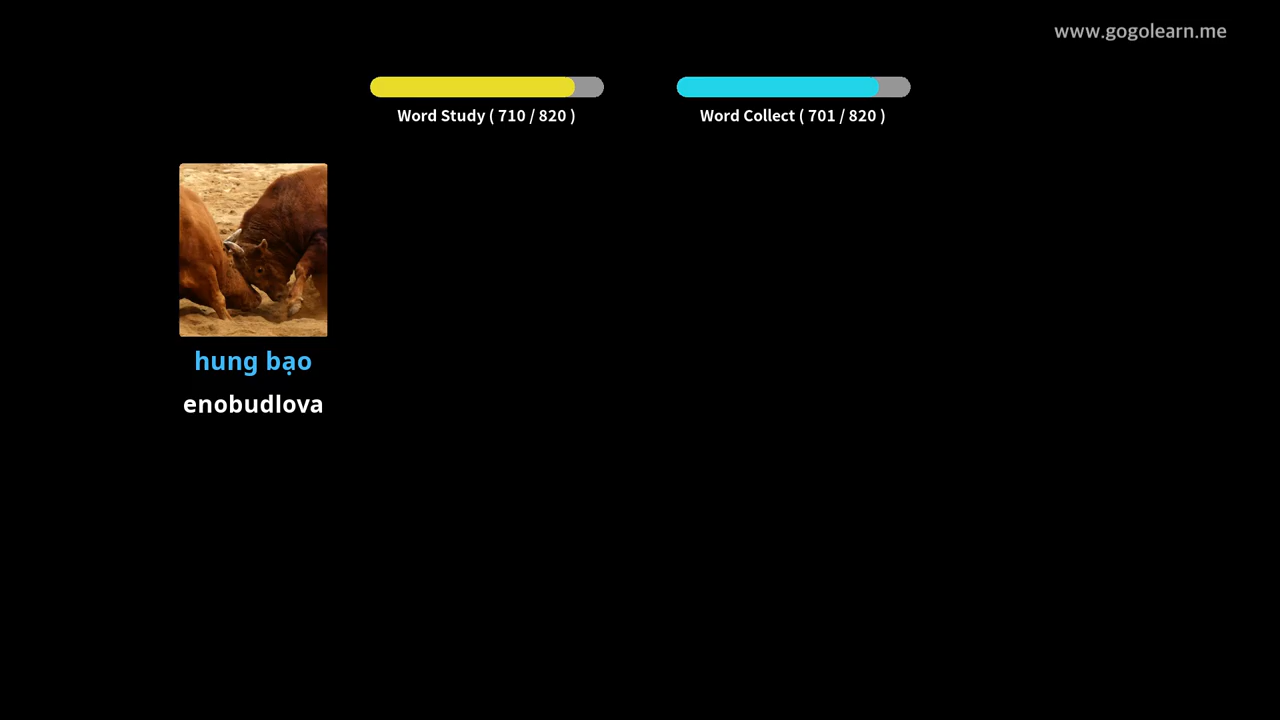 www.gogolearn.me
Word Study ( 710 / 820 )
Word Collect ( 701 / 820 )
hung bạo
enobudlova